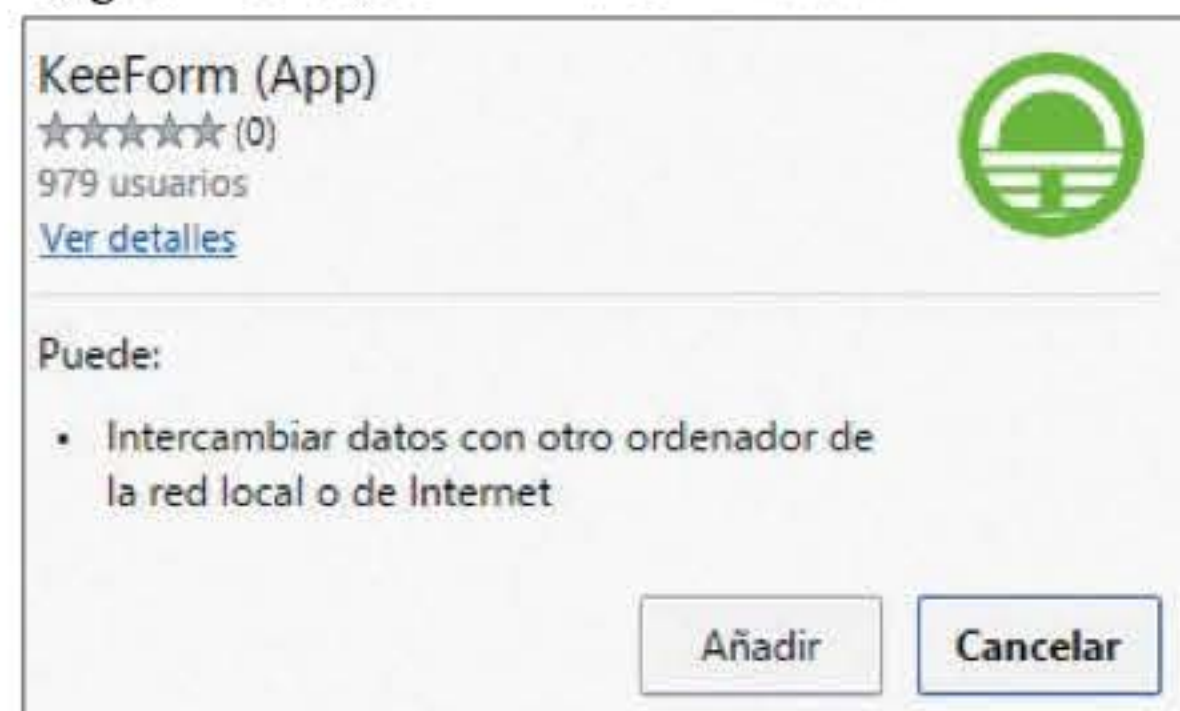 KeeForm (App)
(0)
979 usuarios
Ver detalles
Puede:
• Intercambiar datos con otro ordenador de
la red local o de Internet
Añadir
Cancelar